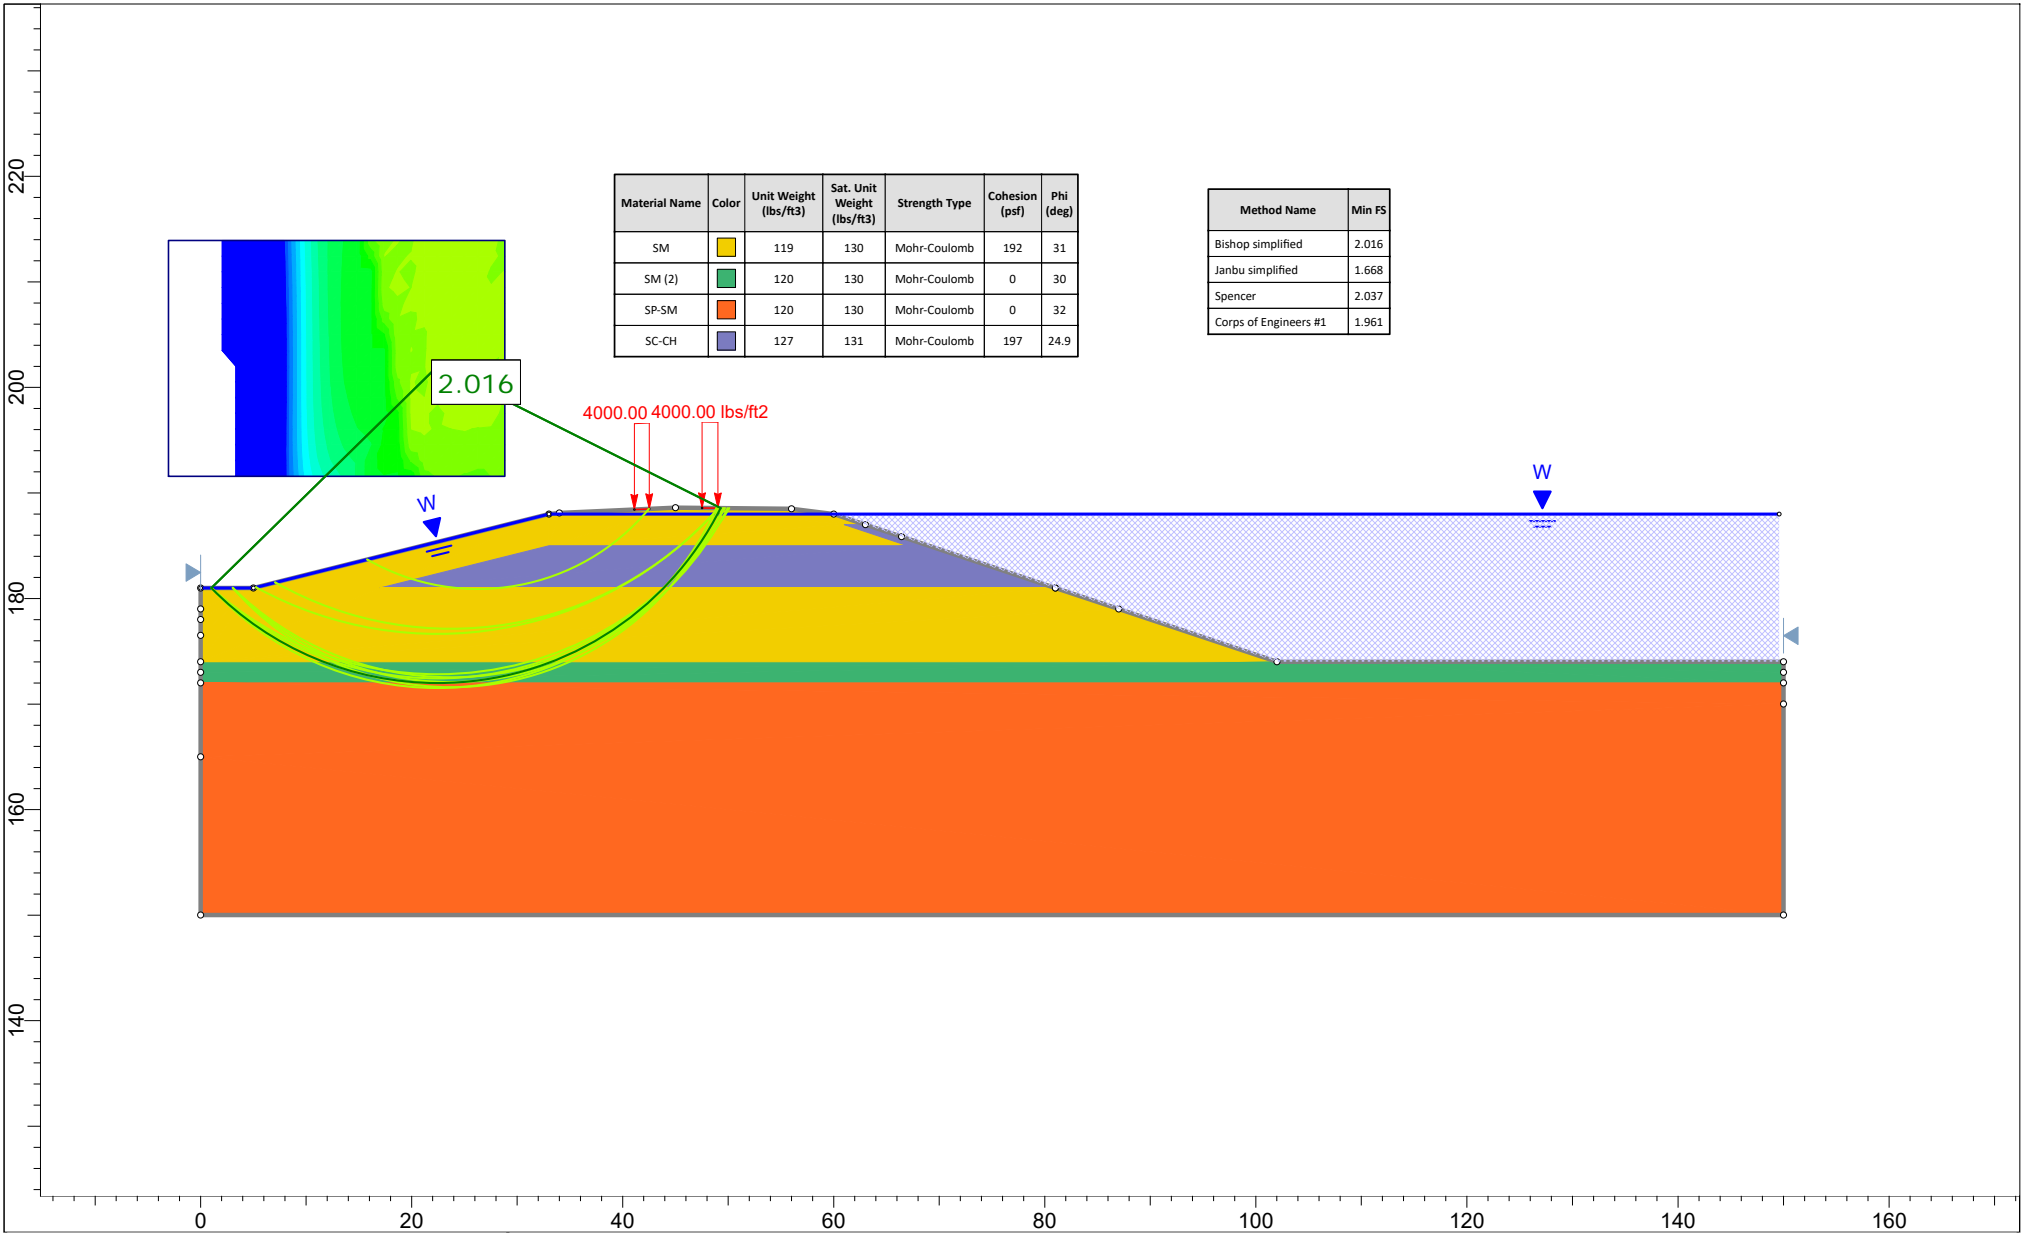 220
200
180
160
140
0 20 40 60 80 100 120 140 160
Material Name Color Unit Weight (lbs/ft3) Sat. Unit Weight (lbs/ft3) Strength Type Cohesion (psf) Phi (deg)
SM 119 130 Mohr-Coulomb 192 31
SM (2) 120 130 Mohr-Coulomb 0 30
SP-SM 120 130 Mohr-Coulomb 0 32
SC-CH 127 131 Mohr-Coulomb 197 24.9
Method Name Min FS
Bishop simplified 2.016
Janbu simplified 1.668
Spencer 2.037
Corps of Engineers #1 1.961
2.016
4000.00 4000.00 lbs/ft2
W
W